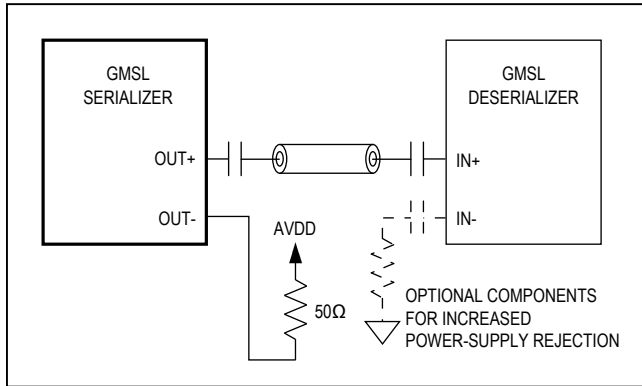 GMSL
SERIALIZER
GMSL
DESERIALIZER
OUT+
IN+
OUT-
IN-
AVDD
50Ω
OPTIONAL COMPONENTS
FOR INCREASED
POWER-SUPPLY REJECTION